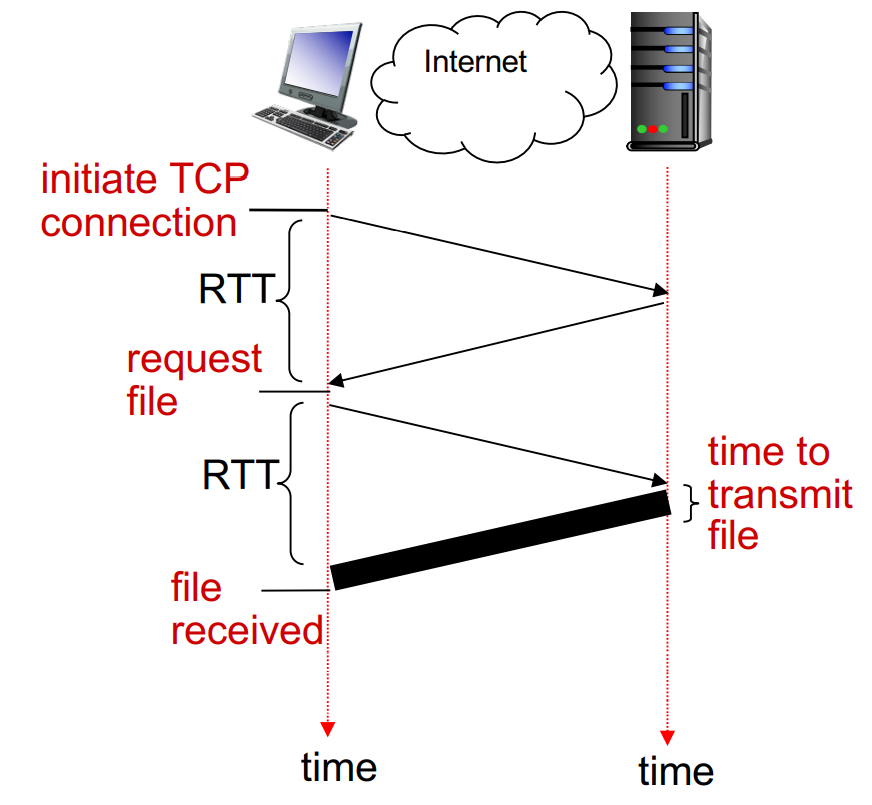 Internet
initiate TCP
connection
RTT
request
file
RTT
time to
transmit
file
file
received
time
time